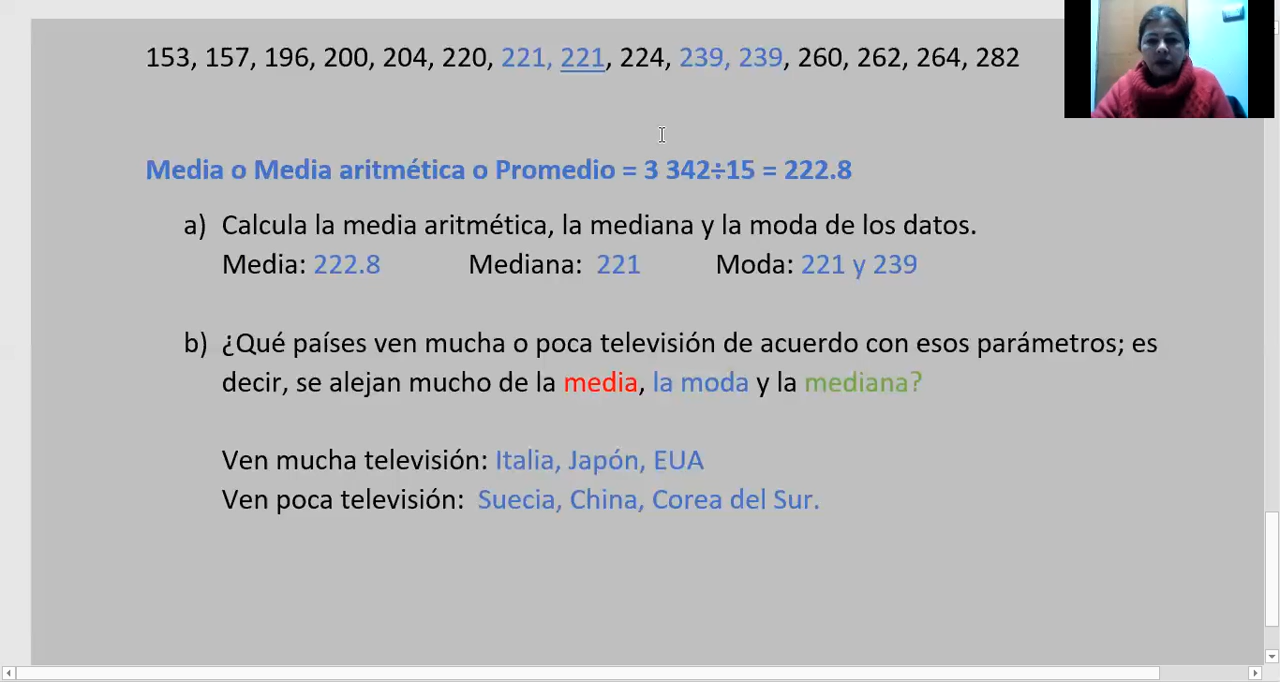 153, 157, 196, 200, 204, 220, 221, 221, 224, 239, 239, 260, 262, 264, 282
Media o Media aritmética o Promedio = 3 342÷15 = 222.8
a) Calcula la media aritmética, la mediana y la moda de los datos.
Media: 222.8 Mediana: 221 Moda: 221 y 239
b) ¿Qué países ven mucha o poca televisión de acuerdo con esos parámetros; es
decir, se alejan mucho de la media, la moda y la mediana?
Ven mucha televisión: Italia, Japón, EUA
Ven poca televisión: Suecia, China, Corea del Sur.